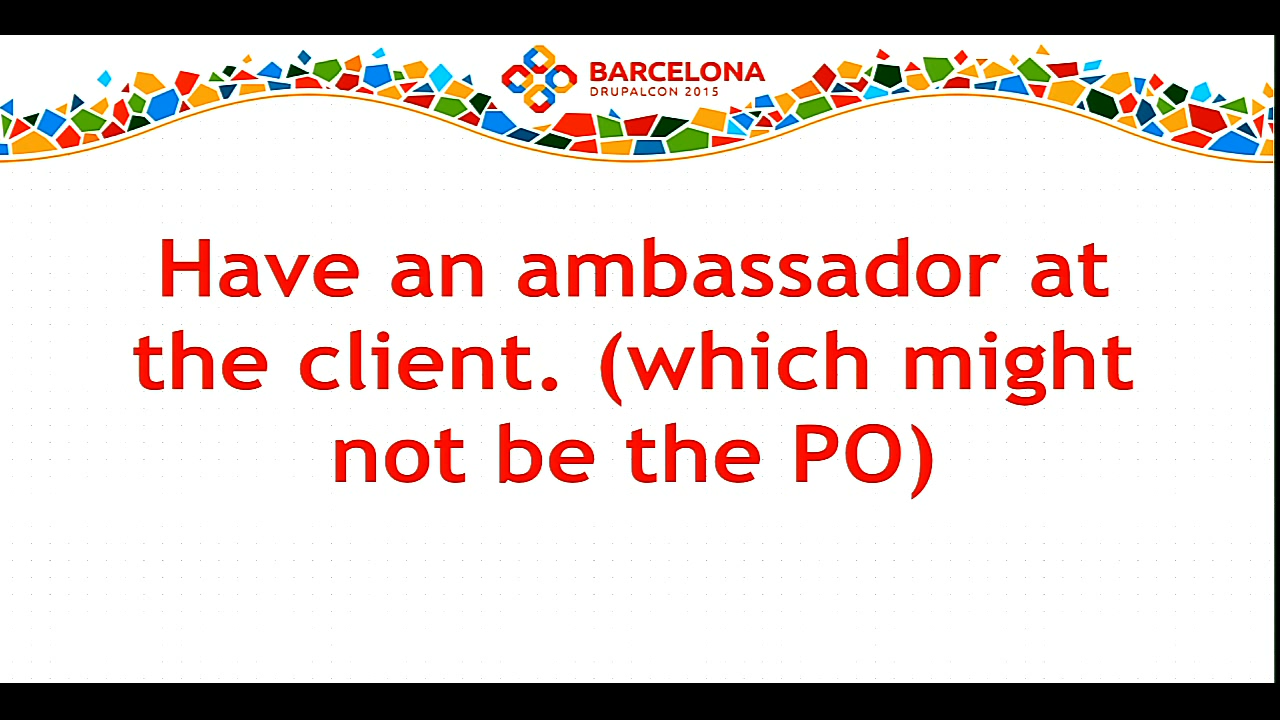 BARCELONA
DRUPALCON 2015
Have an ambassador at
the client. (which might
not be the PO)